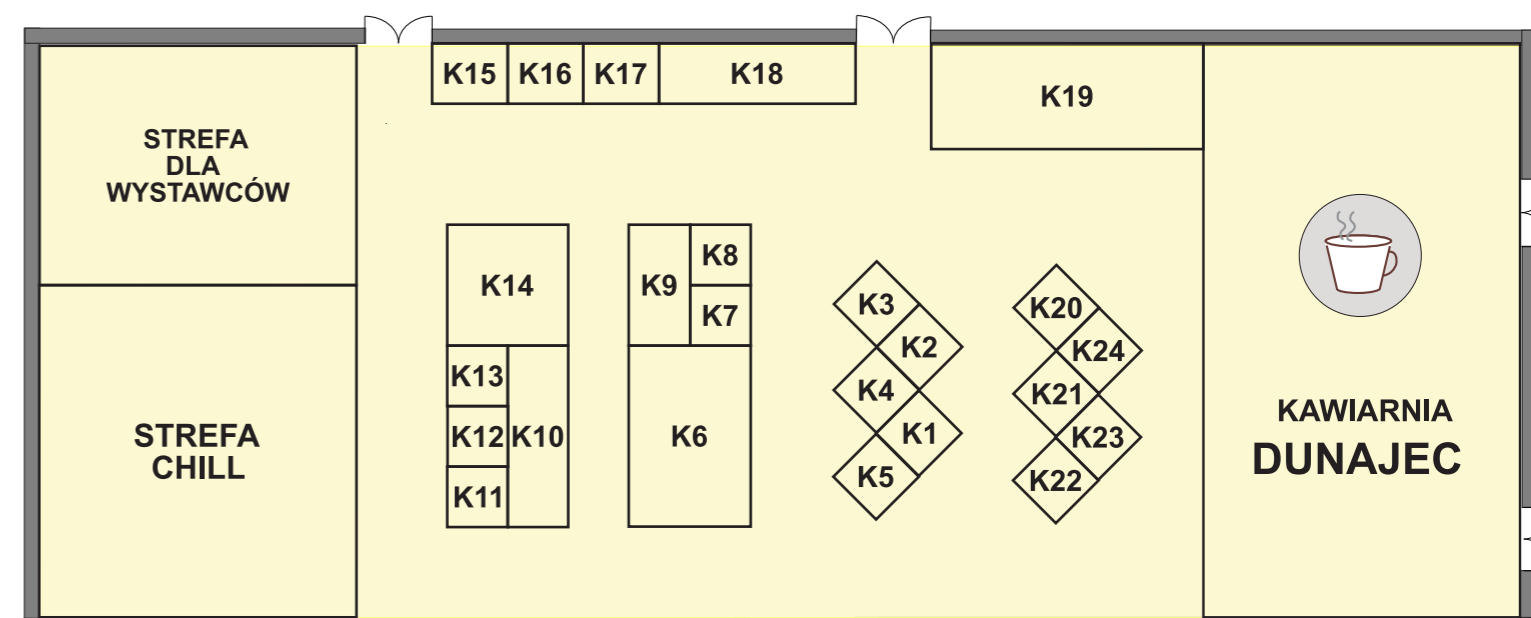 K15 K16 K17 K18
K19
STREFA
DLA
WYSTAWCÓW
K14
K9
K8
K7
K3
K20
K2
K24
K13
K4
K21
K12
K10
K6
K1
K23
K11
K5
K22
STREFA
CHILL
KAWIARNIA
DUNAJEC